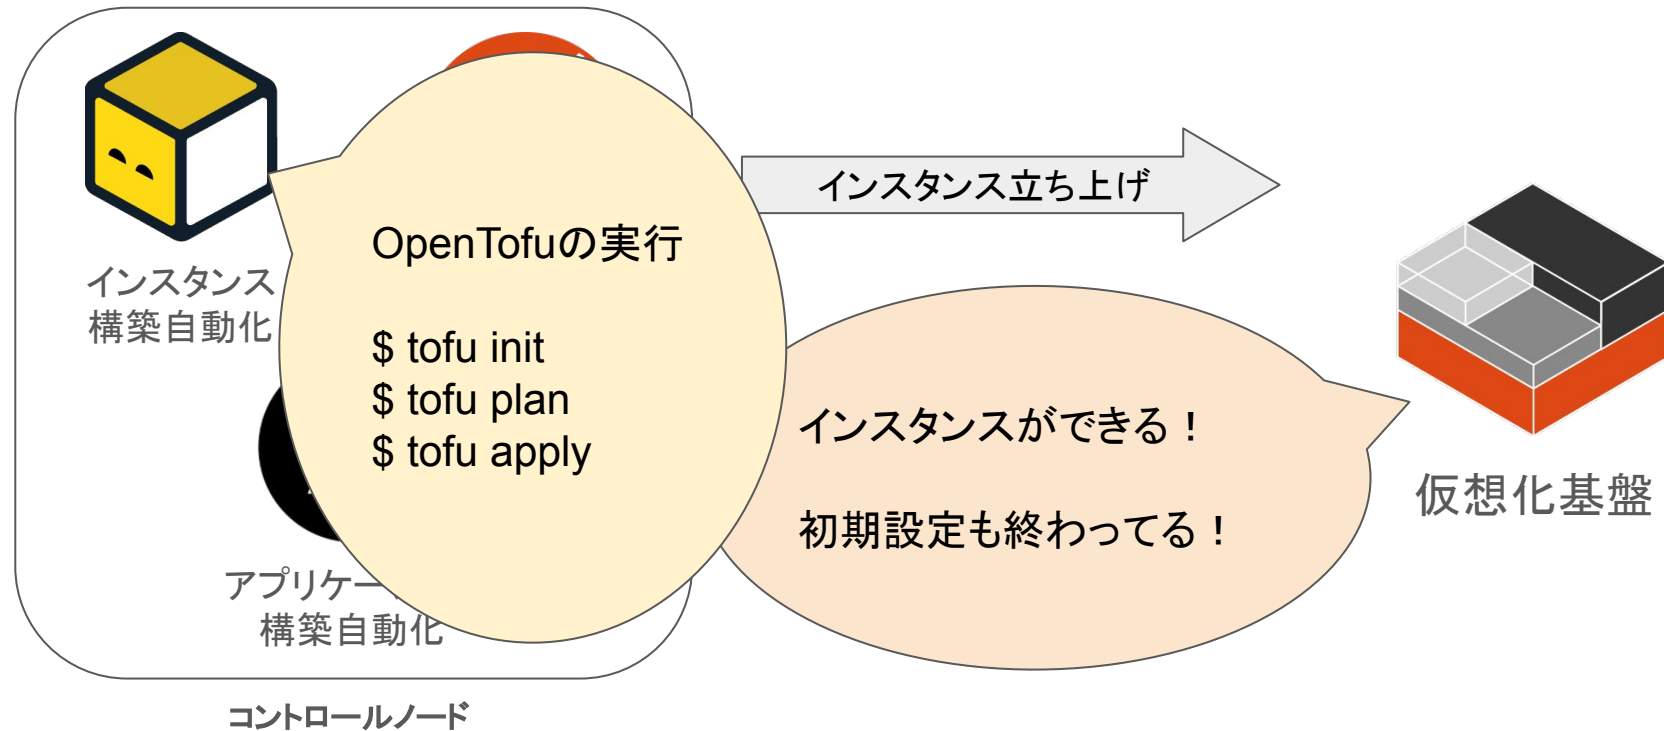 インスタンス
構築自動化
OpenTofuの実行
$ tofu init
$ tofu plan
$ tofu apply
インスタンス立ち上げ
インスタンスができる！
初期設定も終わってる！
仮想化基盤
アプリケー
構築自動化
コントロールノード